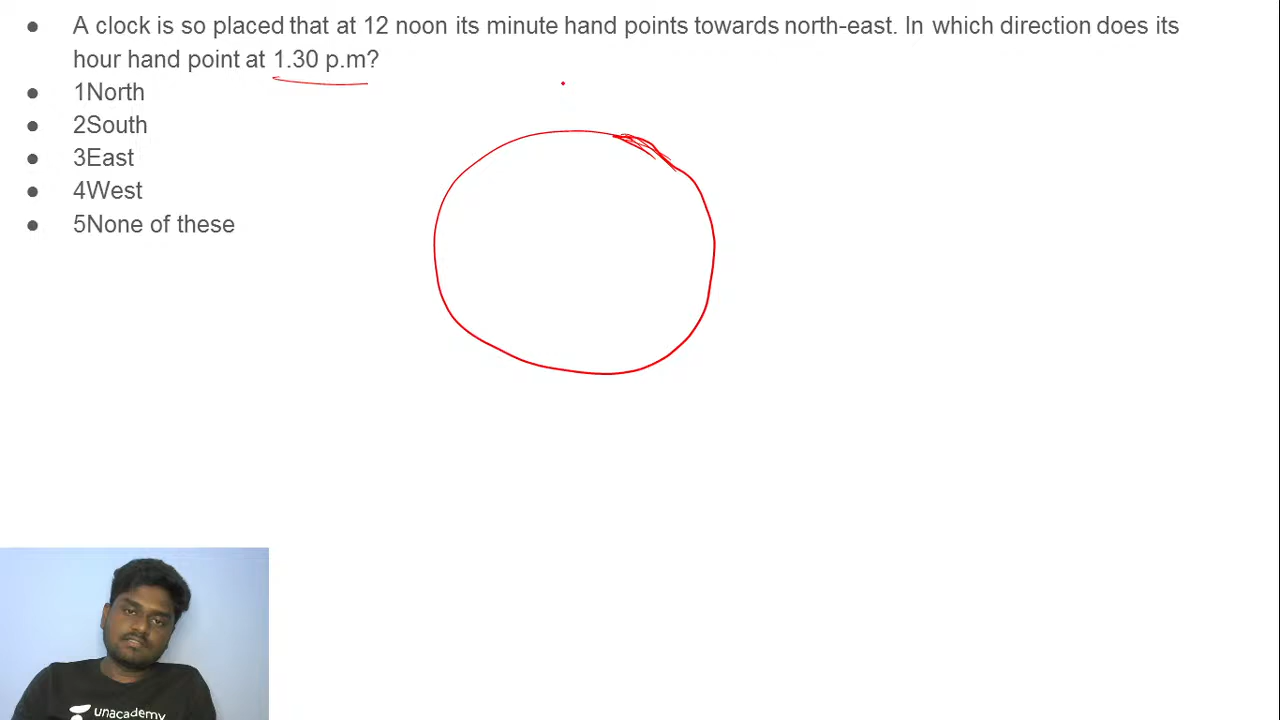 ● A clock is so placed that at 12 noon its minute hand points towards north-east. In which direction does its
hour hand point at 1.30 p.m?
● 1North
● 2South
● 3East
● 4West
● 5None of these
unacademy